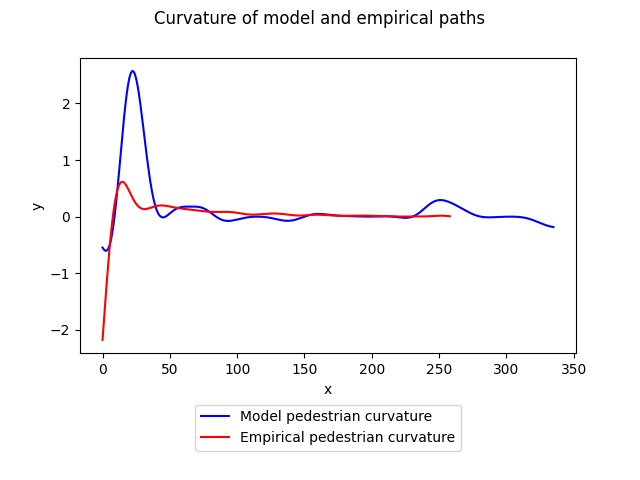 Curvature of model and empirical paths
2
1
0
−1
−2
y
0 50 100 150 200 250 300 350
x
Model pedestrian curvature
Empirical pedestrian curvature